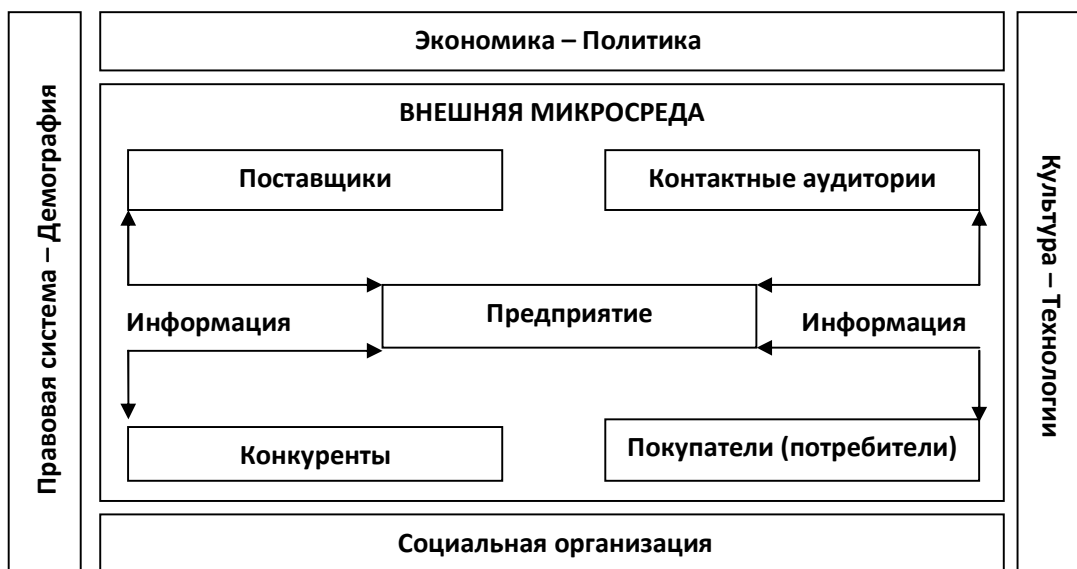 Экономика – Политика
Правовая система – Демография
ВНЕШНЯЯ МИКРОСРЕДА
Поставщики
Контактные аудитории
Предприятие
Информация
Информация
Конкуренты
Покупатели (потребители)
Культура – Технологии
Социальная организация